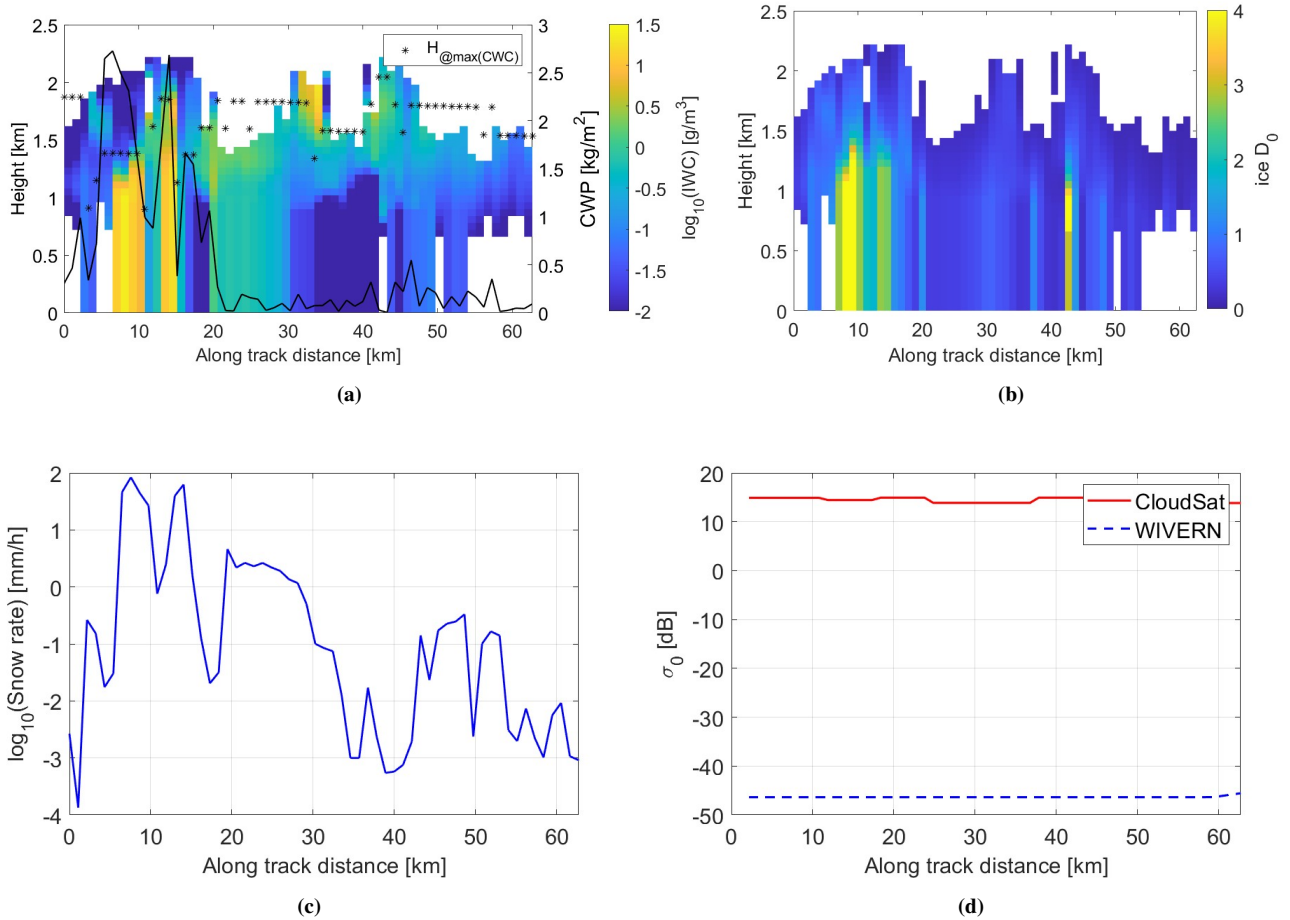 2.5
2
1.5
1
0.5
0
Height [km]
0 10 20 30 40 50 60
Along track distance [km]
H@max(CWC)
3
2.5
2
1.5
1
0.5
0
CWP [kg/m²]
1.5
1
0.5
0
-0.5
-1
-1.5
-2
log₁₀(IWC) [g/m³]
(a)
2.5
2
1.5
1
0.5
0
Height [km]
0 10 20 30 40 50 60
Along track distance [km]
4
3
2
1
0
ice D₀
(b)
2
1
0
-1
-2
-3
-4
log₁₀(Snow rate) [mm/h]
0 10 20 30 40 50 60
Along track distance [km]
(c)
20
10
0
-10
-20
-30
-40
-50
σ₀ [dB]
CloudSat
WIVERN
0 10 20 30 40 50 60
Along track distance [km]
(d)